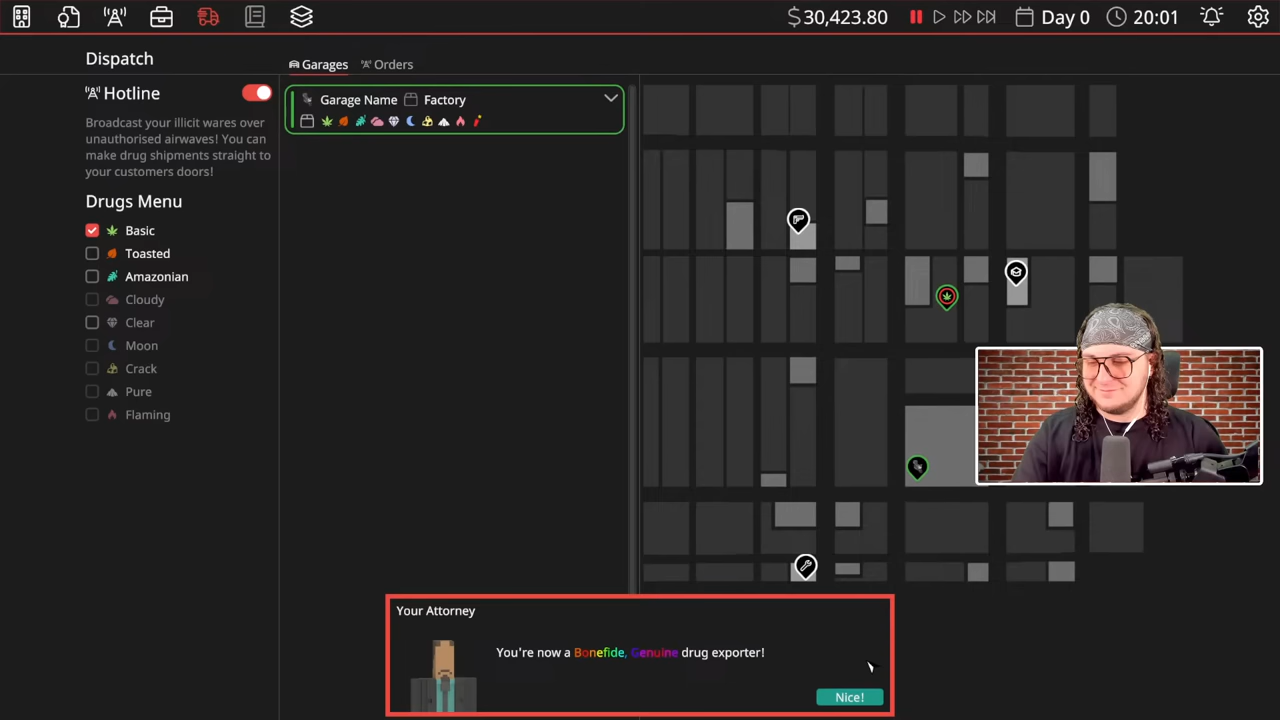 $30,423.80
Day 0
20:01
Dispatch
Garages
Orders
Hotline
Broadcast your illicit wares over
unauthorised airwaves! You can
make drug shipments straight to
your customers doors!
Drugs Menu
Basic
Toasted
Amazonian
Cloudy
Clear
Moon
Crack
Pure
Flaming
Garage Name
Factory
Your Attorney
You're now a Bonefide, Genuine drug exporter!
Nice!